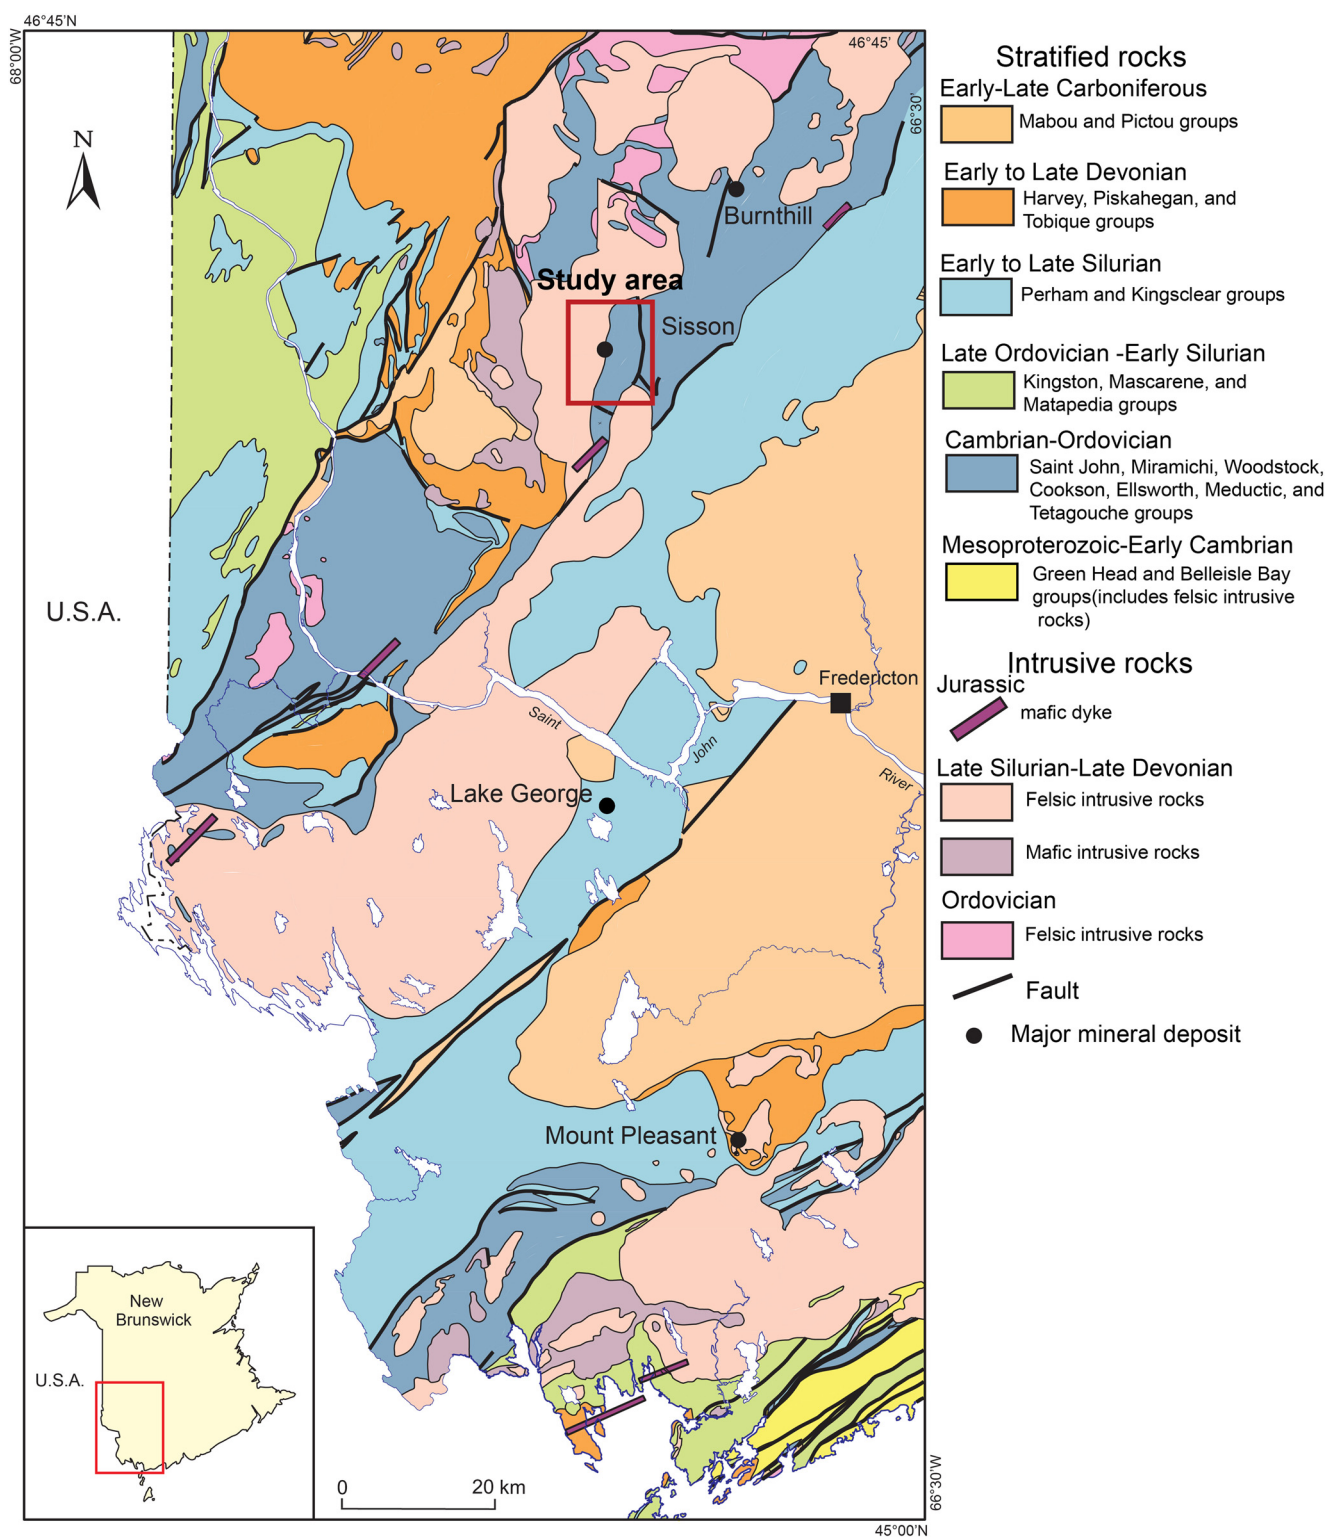 46°45'N
68°00'W
46°45'
66°30'
N
Burnthill
Study area
Sisson
U.S.A.
Fredericton
Saint
John
River
Lake George
Mount Pleasant
New
Brunswick
U.S.A.
0
20 km
66°30'W
45°00'N
Stratified rocks
Early-Late Carboniferous
Mabou and Pictou groups
Early to Late Devonian
Harvey, Piskahegan, and
Tobique groups
Early to Late Silurian
Perham and Kingsclear groups
Late Ordovician -Early Silurian
Kingston, Mascarene, and
Matapedia groups
Cambrian-Ordovician
Saint John, Miramichi, Woodstock,
Cookson, Ellsworth, Meductic, and
Tetagouche groups
Mesoproterozoic-Early Cambrian
Green Head and Belleisle Bay
groups(includes felsic intrusive
rocks)
Intrusive rocks
Jurassic
mafic dyke
Late Silurian-Late Devonian
Felsic intrusive rocks
Mafic intrusive rocks
Ordovician
Felsic intrusive rocks
Fault
Major mineral deposit